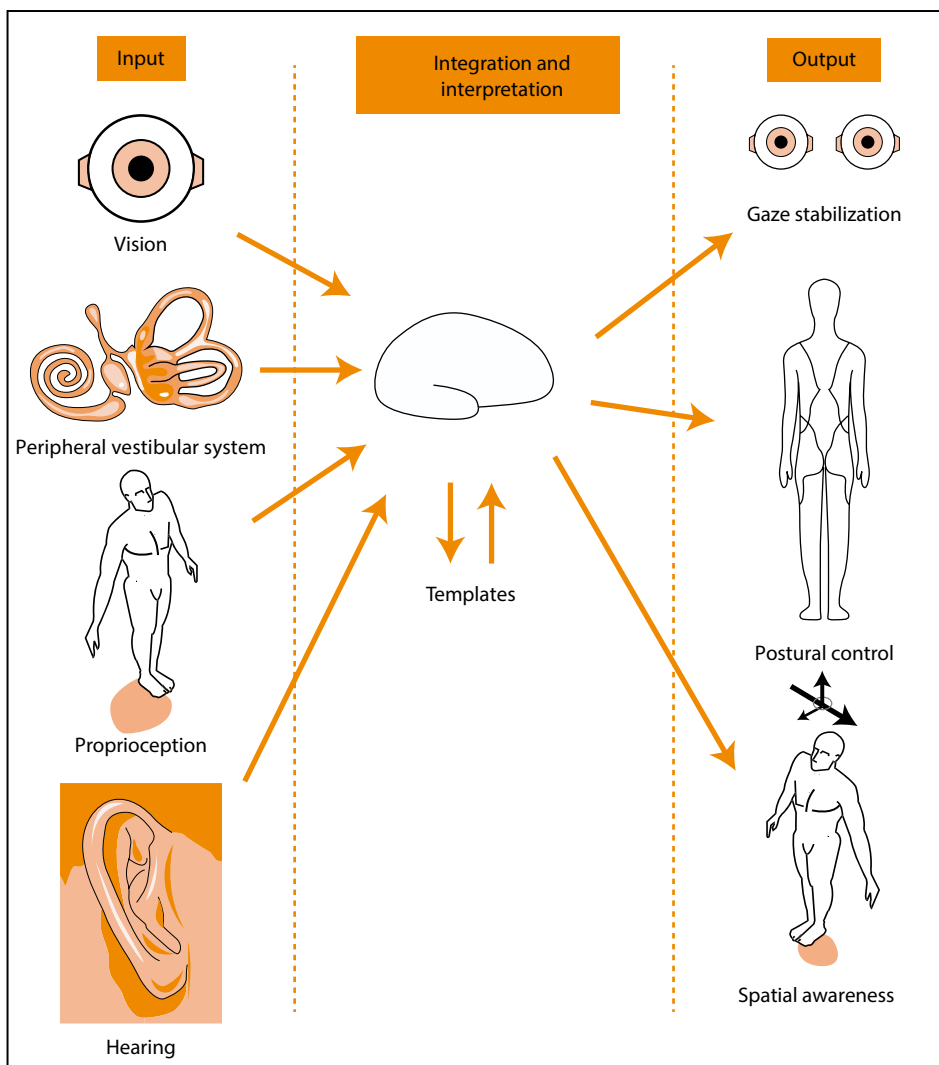 Input
Integration and
interpretation
Output
Vision
Gaze stabilization
Peripheral vestibular system
Templates
Proprioception
Postural control
Hearing
Spatial awareness